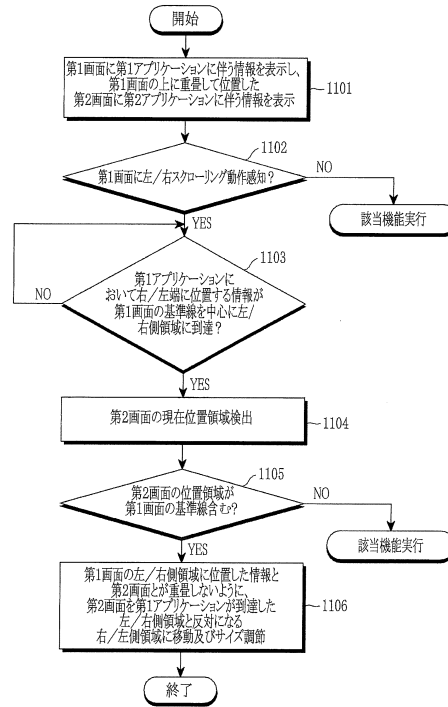 開始
第1画面に第1アプリケーションに伴う情報を表示し、
第1画面の上に重畳して位置した
第2画面に第2アプリケーションに伴う情報を表示
1101
1102
第1画面に左/右スクローリング動作感知?
NO
該当機能実行
YES
1103
第1アプリケーションに
おいて右/左端に位置する情報が
第1画面の基準線を中心に左/
右側領域に到達?
NO
YES
第2画面の現在位置領域検出
1104
1105
第2画面の位置領域が
第1画面の基準線含む?
NO
該当機能実行
YES
第1画面の左/右側領域に位置した情報と
第2画面とが重畳しないように、
第2画面を第1アプリケーションが到達した
左/右側領域と反対になる
右/左側領域に移動及びサイズ調節
1106
終了